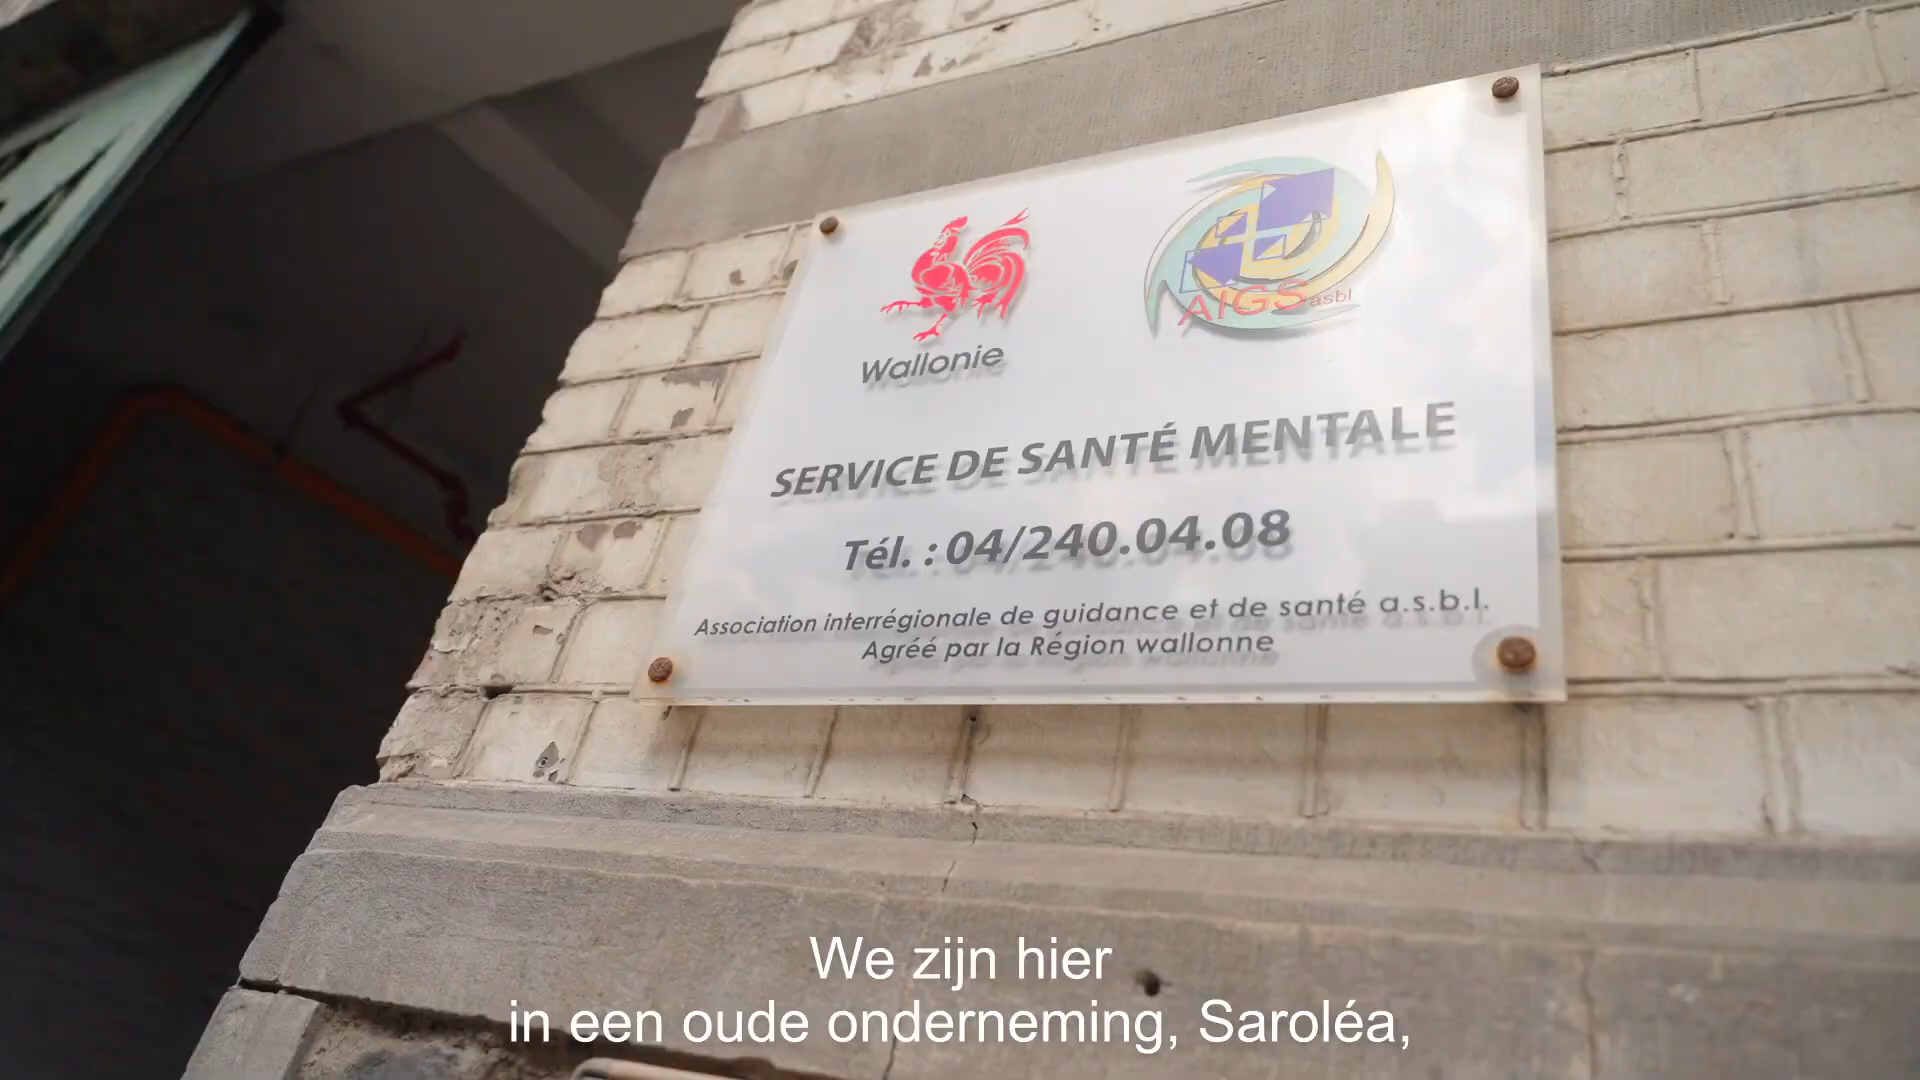 Wallonie
AIGS asbl
SERVICE DE SANTÉ MENTALE
Tél. : 04/240.04.08
Association interrégionale de guidance et de santé a.s.b.l.
Agréé par la Région wallonne
We zijn hier
in een oude onderneming, Saroléa,